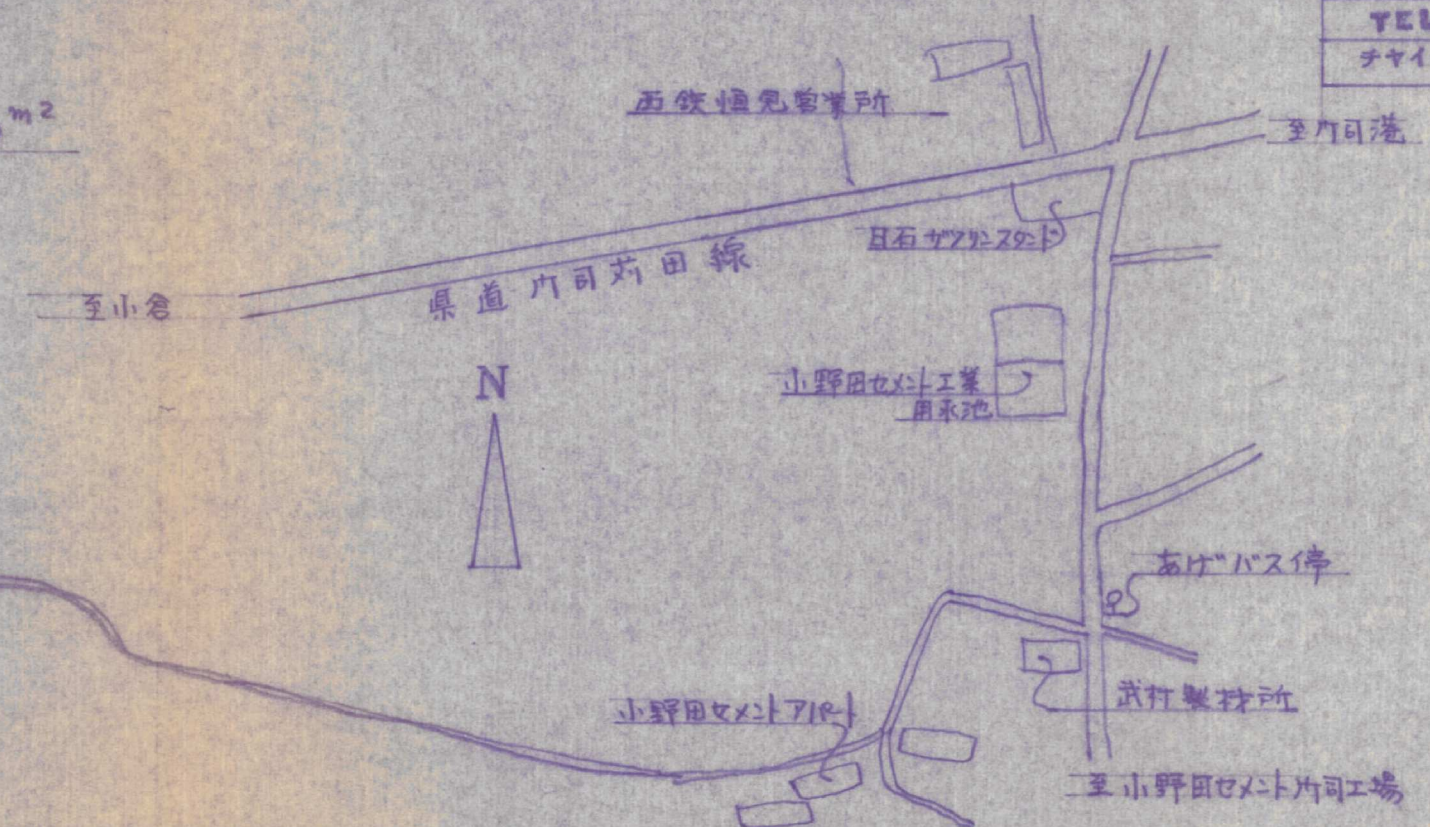 TEL
チャイ
m²
西鉄恒見営業所
至门司港
日石ガソリンスタンド
県道门司苅田線
至小倉
N
小野田セメント工業
用水池
あげバス停
武村製材所
小野田セメントアパート
至小野田セメント门司工場